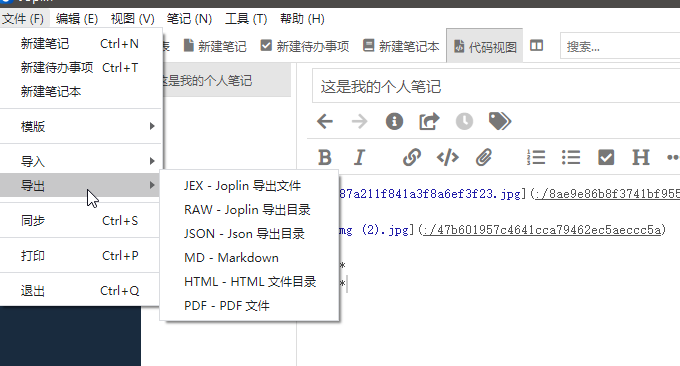 文件 (F) 编辑 (E) 视图 (V) 笔记 (N) 工具 (T) 帮助 (H)
新建笔记 Ctrl+N
新建待办事项 Ctrl+T
新建笔记本
模版
导入
导出
同步 Ctrl+S
打印 Ctrl+P
退出 Ctrl+Q
JEX - Joplin 导出文件
RAW - Joplin 导出目录
JSON - Json 导出目录
MD - Markdown
HTML - HTML 文件目录
PDF - PDF 文件
表 新建笔记 新建待办事项 新建笔记本 代码视图 搜索...
这是我的个人笔记
这是我的个人笔记
B I H
87a211f841a3f8a6ef3f23.jpg](:/8ae9e86b8f3741bf955
mg (2).jpg](:/47b601957c4641cca79462ec5aeccc5a)
*
*